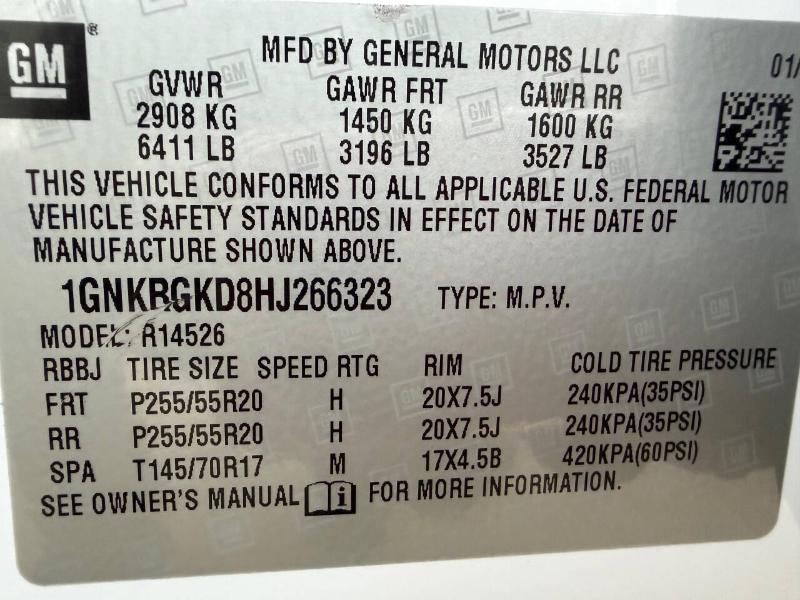 GM®
MFD BY GENERAL MOTORS LLC
01/
GVWR GAWR FRT GAWR RR
2908 KG 1450 KG 1600 KG
6411 LB 3196 LB 3527 LB
THIS VEHICLE CONFORMS TO ALL APPLICABLE U.S. FEDERAL MOTOR
VEHICLE SAFETY STANDARDS IN EFFECT ON THE DATE OF
MANUFACTURE SHOWN ABOVE.
1GNKRGKD8HJ266323 TYPE: M.P.V.
MODEL: R14526
RBBJ TIRE SIZE SPEED RTG RIM COLD TIRE PRESSURE
FRT P255/55R20 H 20X7.5J 240KPA(35PSI)
RR P255/55R20 H 20X7.5J 240KPA(35PSI)
SPA T145/70R17 M 17X4.5B 420KPA(60PSI)
SEE OWNER'S MANUAL i FOR MORE INFORMATION.